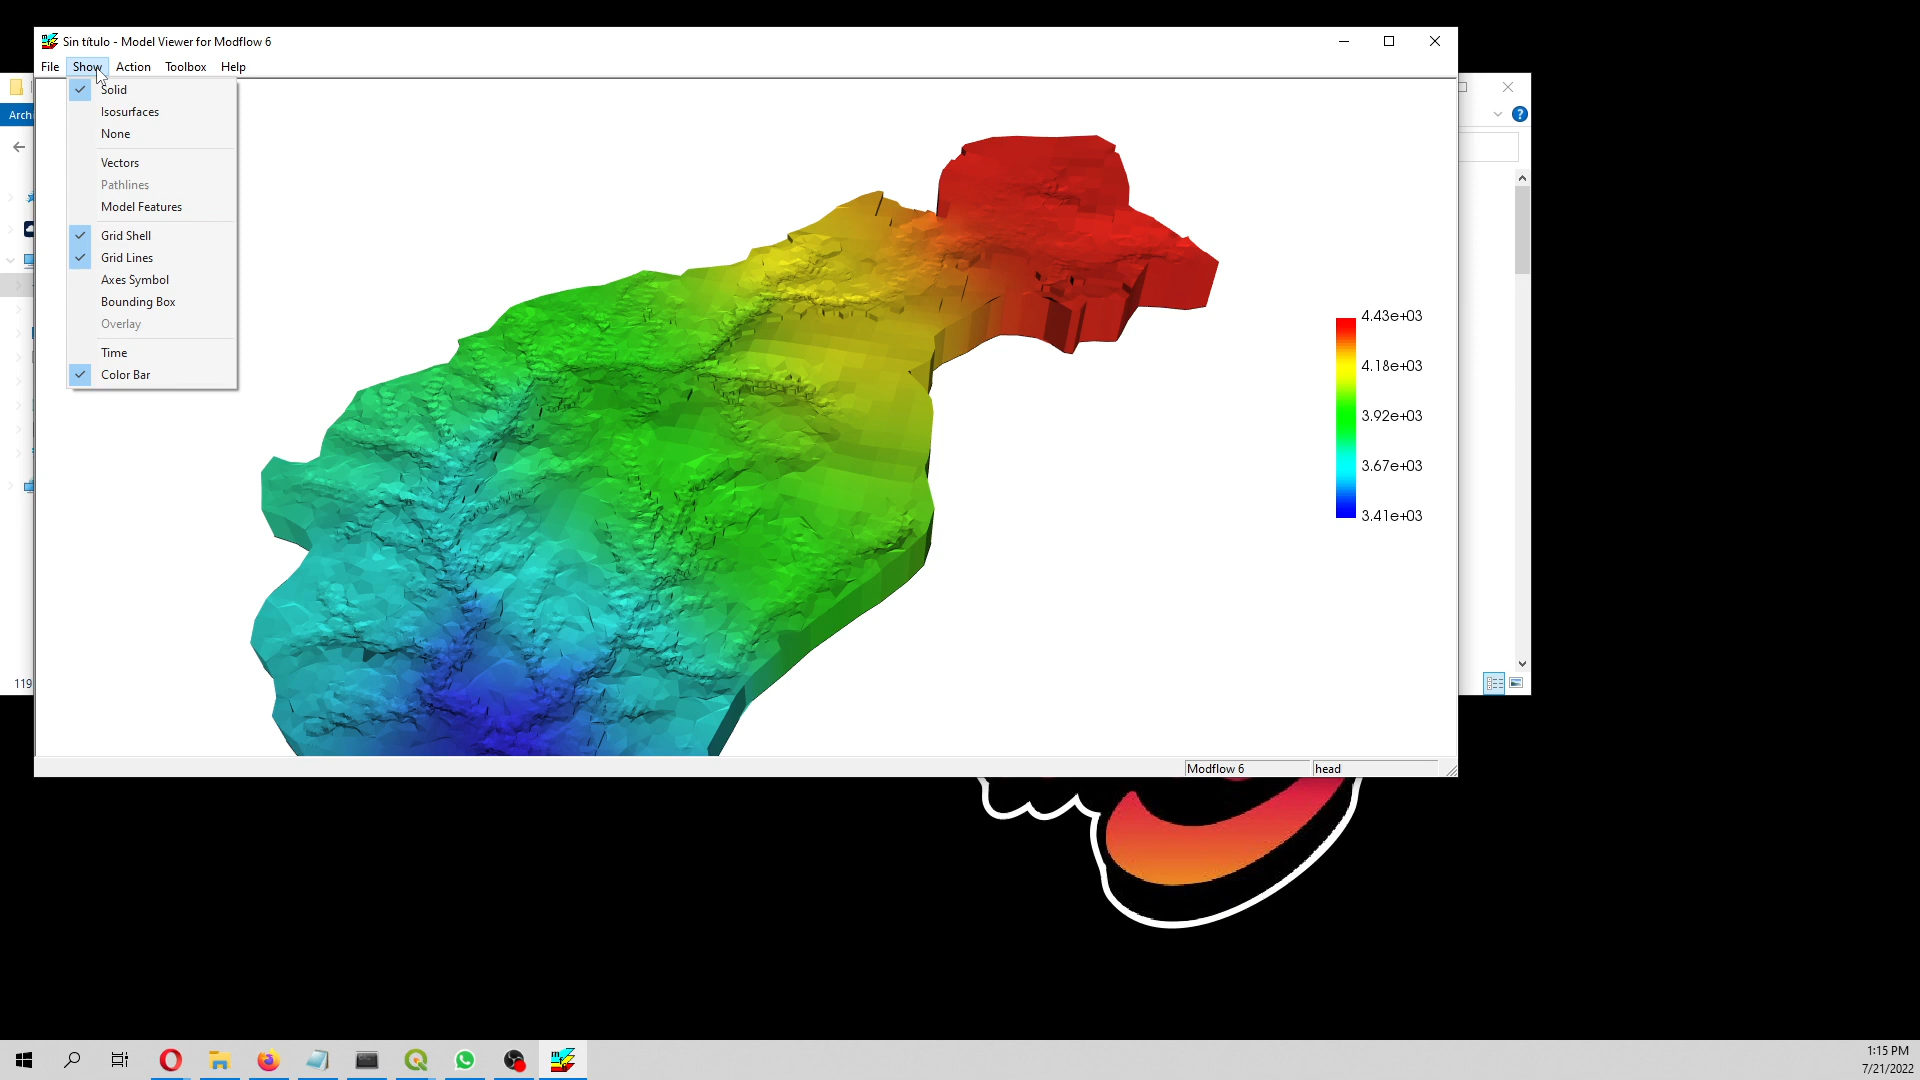 Sin título - Model Viewer for Modflow 6
File Show Action Toolbox Help
Solid
Isosurfaces
None
Vectors
Pathlines
Model Features
Grid Shell
Grid Lines
Axes Symbol
Bounding Box
Overlay
Time
Color Bar
Arch
4.43e+03
4.18e+03
3.92e+03
3.67e+03
3.41e+03
119
Modflow 6
head
1:15 PM
7/21/2022